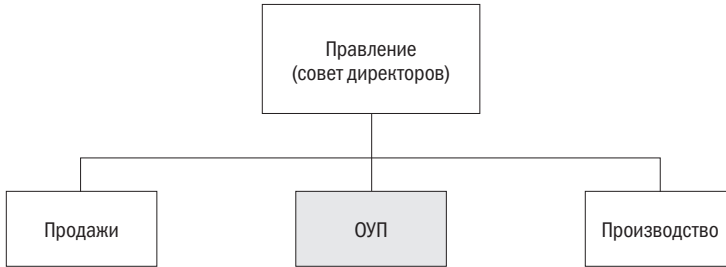 Правление
(совет директоров)
Продажи
ОУП
Производство